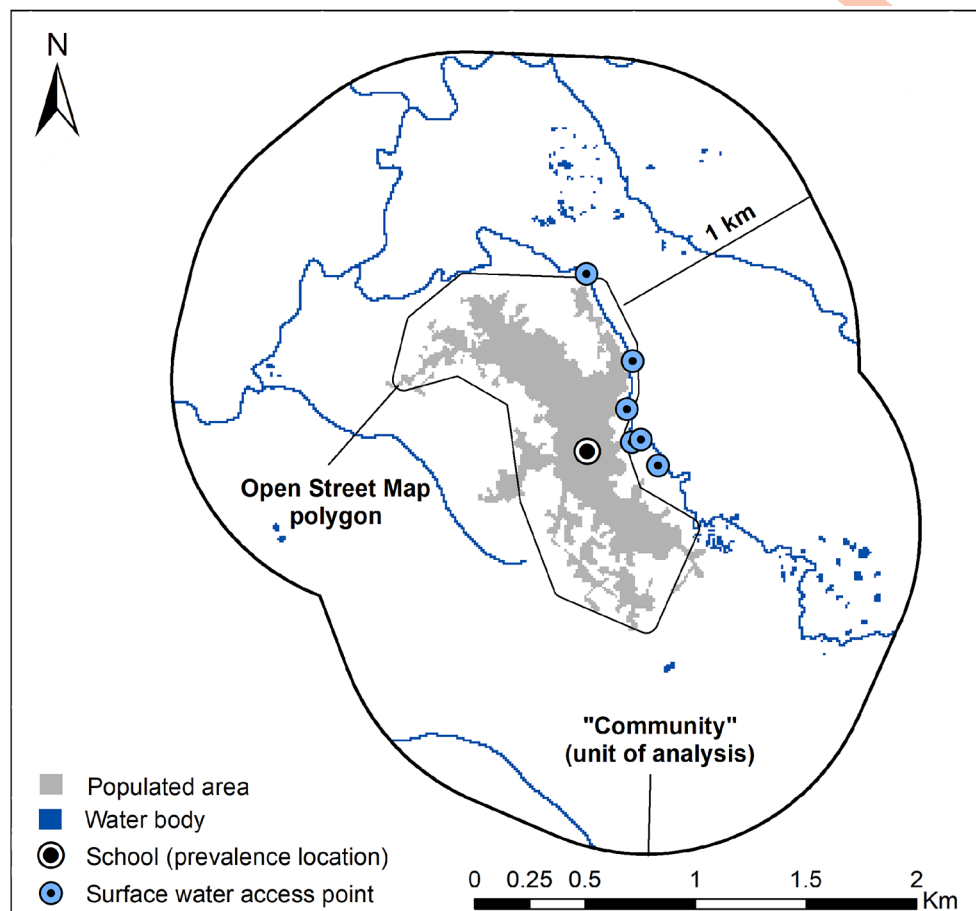 N
1 km
Open Street Map
polygon
"Community"
(unit of analysis)
Populated area
Water body
School (prevalence location)
Surface water access point
0 0.25 0.5 1 1.5 2
Km